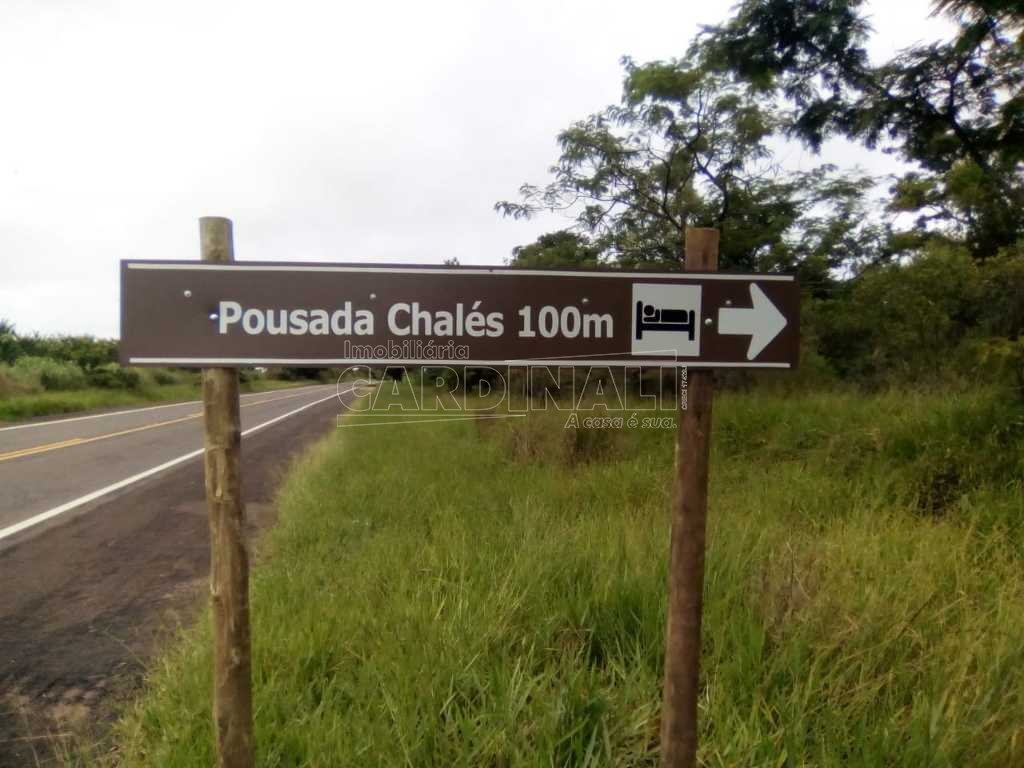 Pousada Chalés 100m
Imobiliária
CARDINALI
A casa é sua.